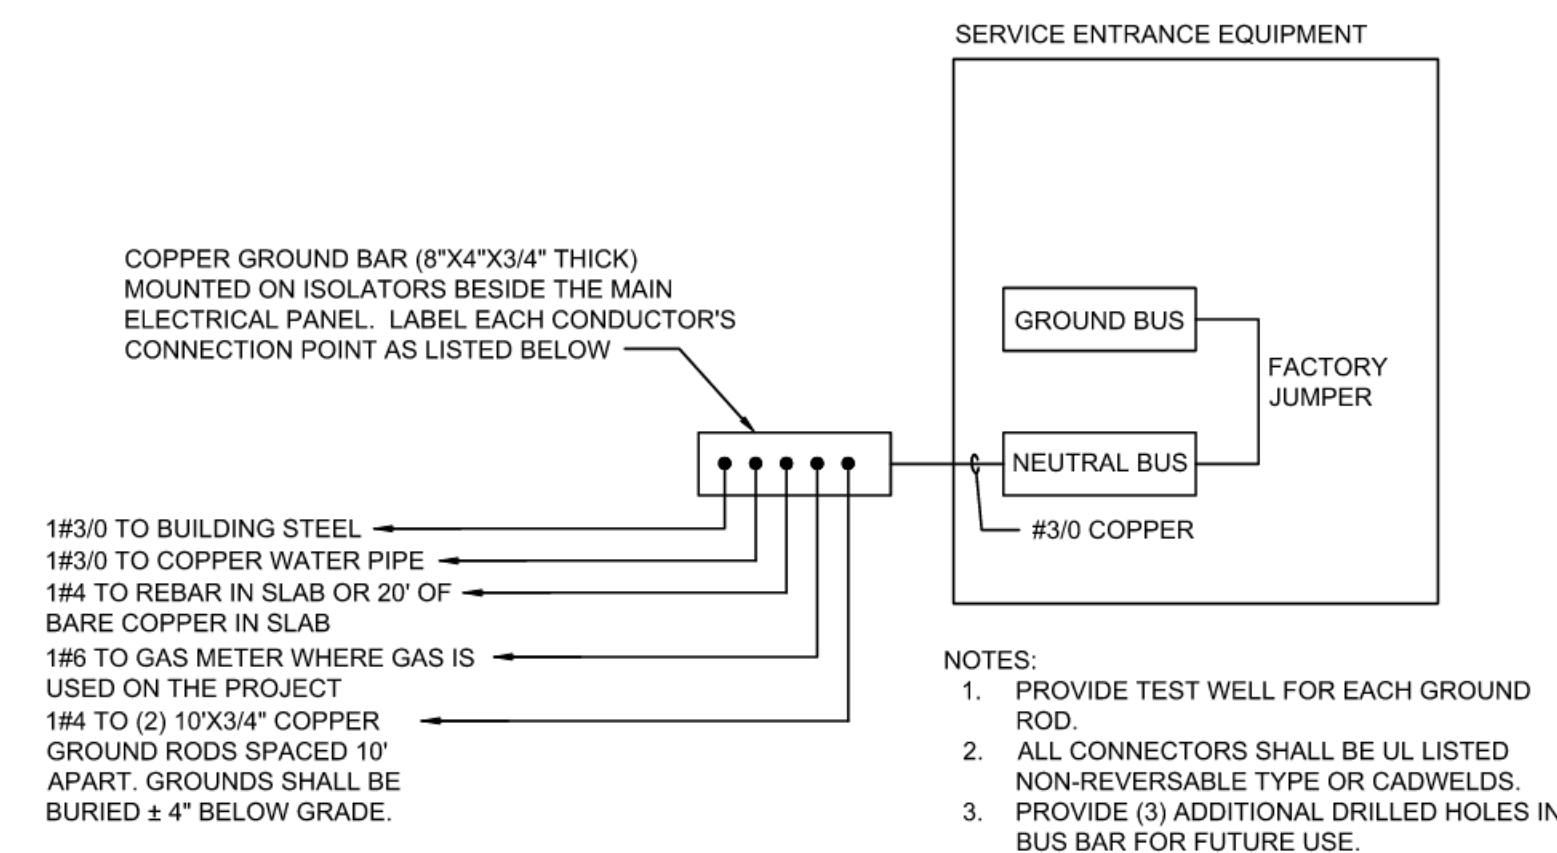 SERVICE ENTRANCE EQUIPMENT
COPPER GROUND BAR (8"X4"X3/4" THICK)
MOUNTED ON ISOLATORS BESIDE THE MAIN
ELECTRICAL PANEL. LABEL EACH CONDUCTOR'S
CONNECTION POINT AS LISTED BELOW
GROUND BUS
FACTORY
JUMPER
NEUTRAL BUS
#3/0 COPPER
1#3/0 TO BUILDING STEEL
1#3/0 TO COPPER WATER PIPE
1#4 TO REBAR IN SLAB OR 20' OF
BARE COPPER IN SLAB
1#6 TO GAS METER WHERE GAS IS
USED ON THE PROJECT
1#4 TO (2) 10'X3/4" COPPER
GROUND RODS SPACED 10'
APART. GROUNDS SHALL BE
BURIED ± 4" BELOW GRADE.
NOTES:
1. PROVIDE TEST WELL FOR EACH GROUND
ROD.
2. ALL CONNECTORS SHALL BE UL LISTED
NON-REVERSABLE TYPE OR CADWELDS.
3. PROVIDE (3) ADDITIONAL DRILLED HOLES IN
BUS BAR FOR FUTURE USE.